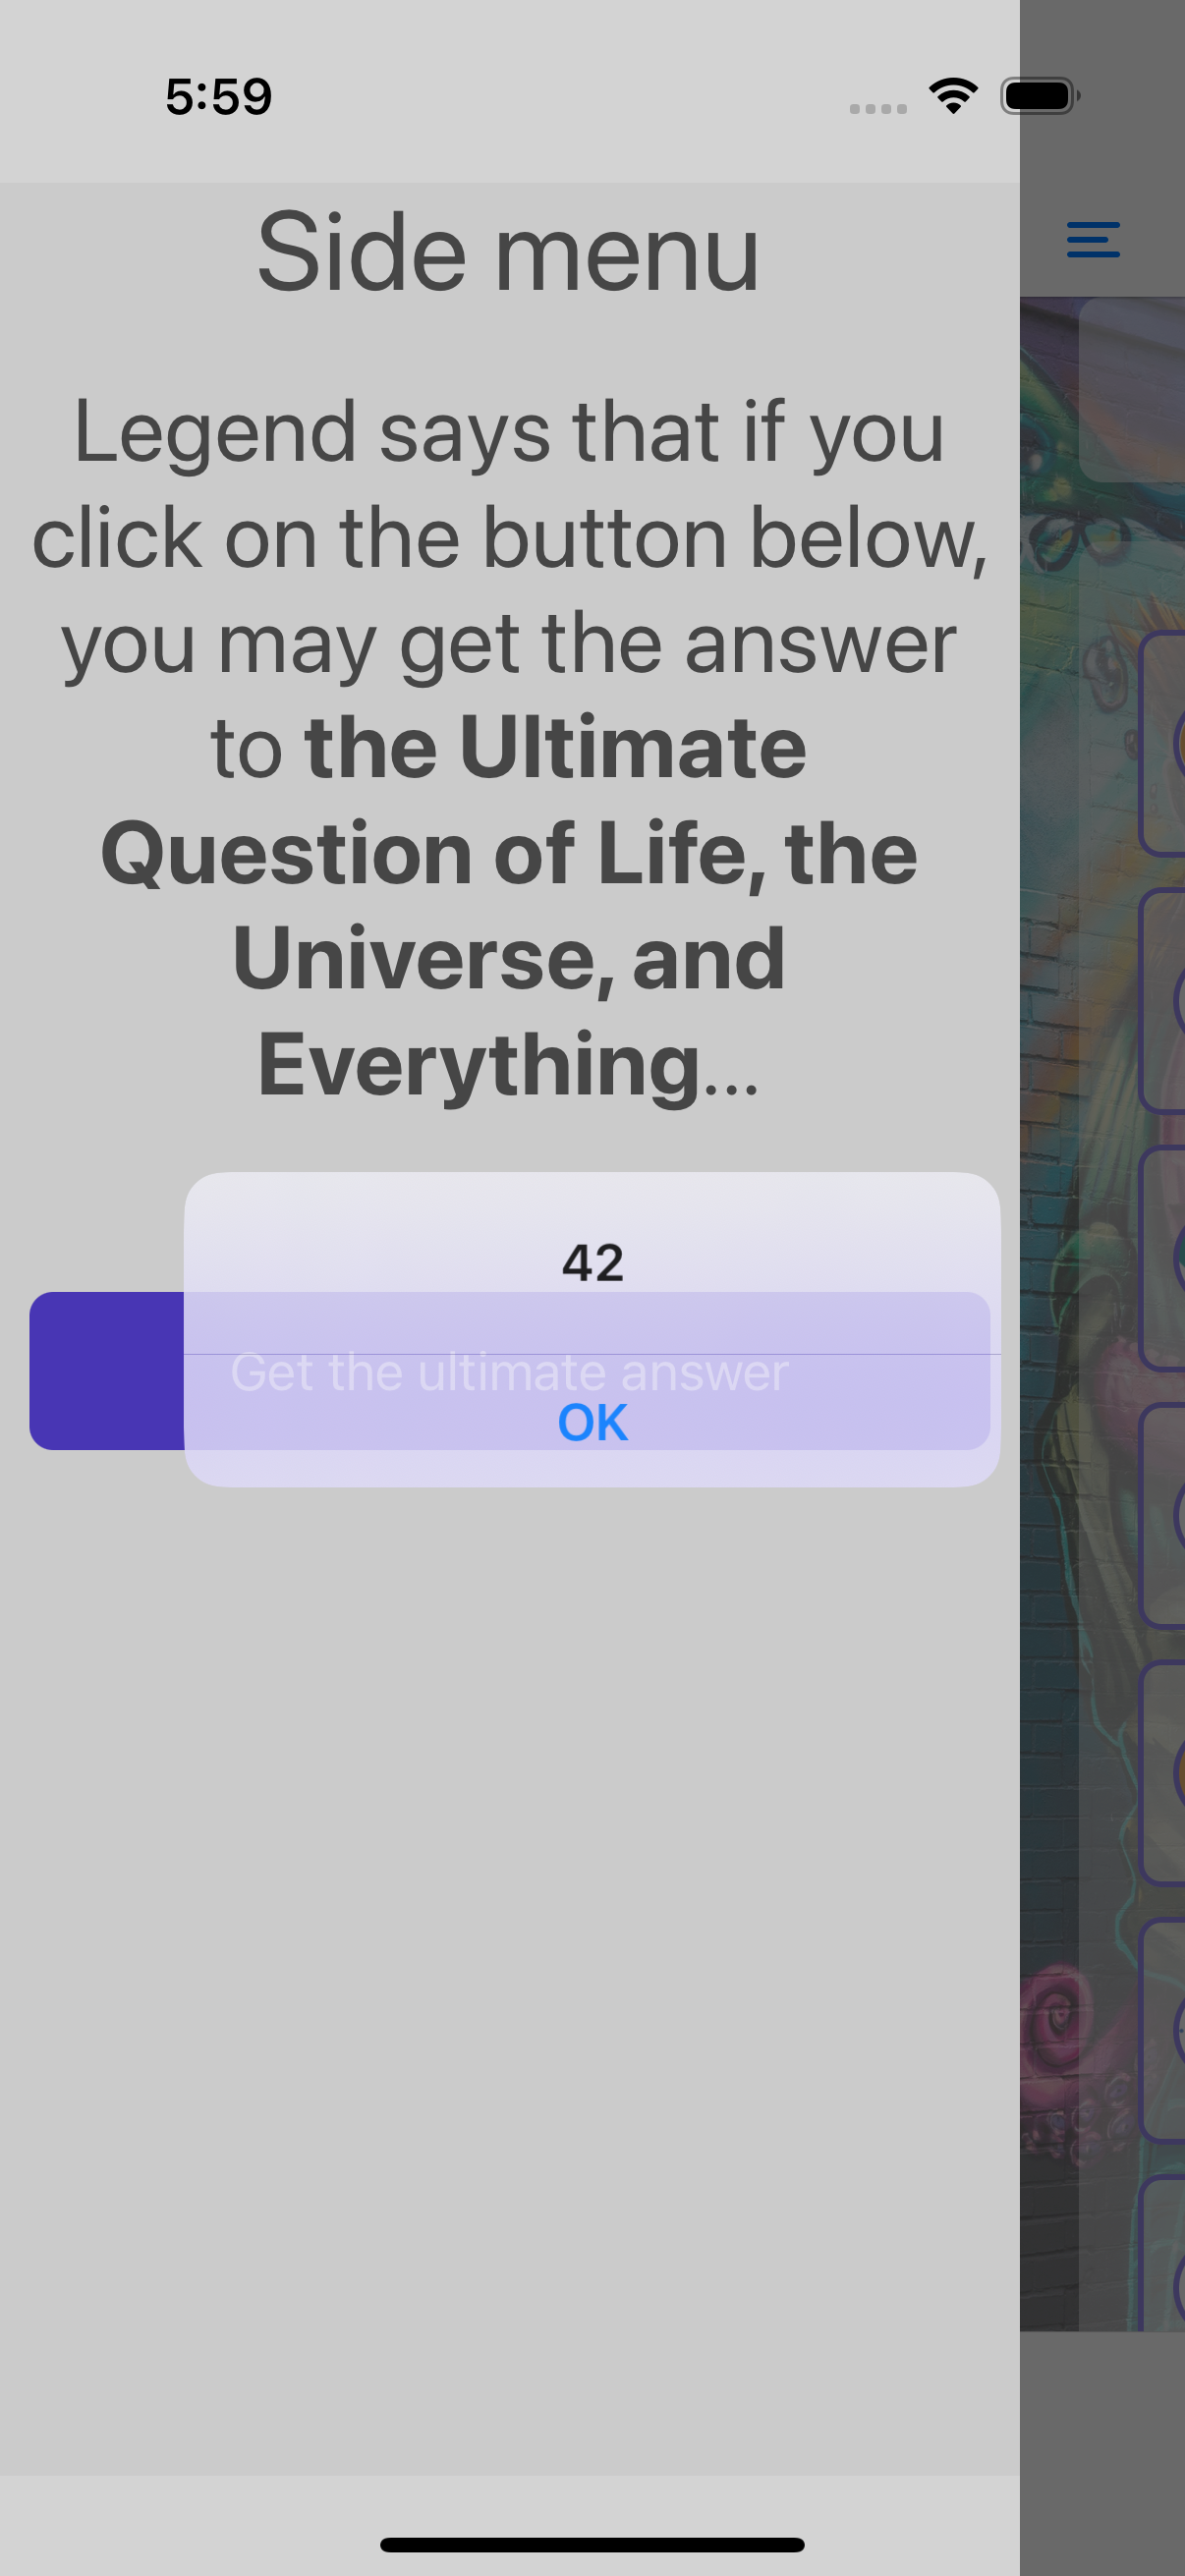 5:59
Side menu
Legend says that if you
click on the button below,
you may get the answer
to the Ultimate
Question of Life, the
Universe, and
Everything...
42
Get the ultimate answer
OK